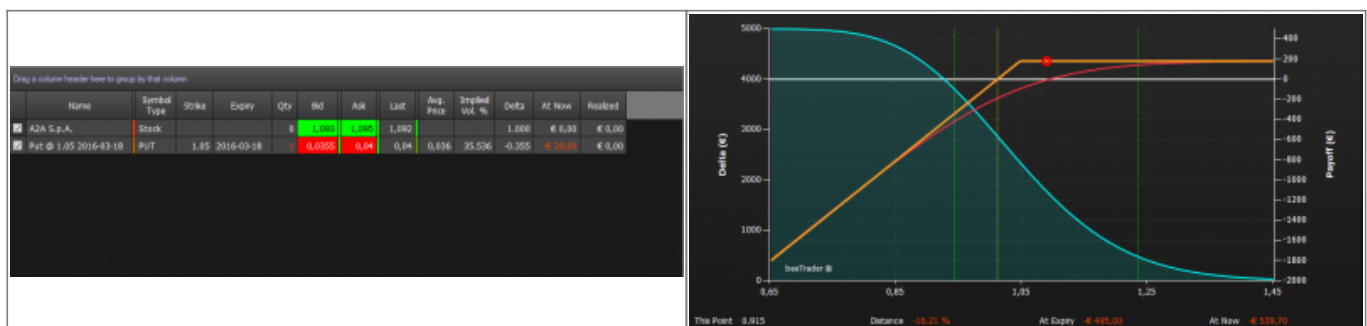 Drag a column header here to group by that column
Name Symbol Type Strike Expiry Qty Bid Ask Last Avg. Price Implied Vol. % Delta At Now Realized
A2A S.p.A. Stock 0 1,093 1,095 1,092 1.000 € 0,00 € 0,00
Put @ 1.05 2016-03-18 PUT 1.05 2016-03-18 -1 0,0355 0,04 0,04 0,036 35.536 -0.355 -€ 20,00 € 0,00
5000
4000
3000
2000
1000
0
Delta (€)
400
200
0
-200
-400
-600
-800
-1000
-1200
-1400
-1600
-1800
-2000
Payoff (€)
beeTrader ®
0,65 0,85 1,05 1,25 1,45
This Point 0.915 Distance -16.21 % At Expiry -€ 495,00 At Now -€ 539,70